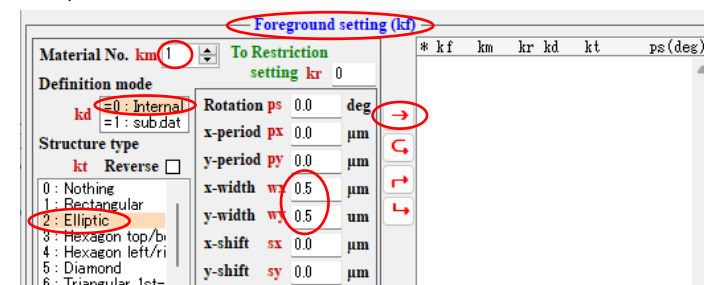 Foreground setting (kf)
Material No. km 1
To Restriction
setting kr 0
Definition mode
kd =0 : Internal
=1 : sub.dat
Structure type
kt Reverse
0 : Nothing
1 : Rectangular
2 : Elliptic
3 : Hexagon top/b
4 : Hexagon left/ri
5 : Diamond
6 : Triangular 1st=
Rotation ps 0.0 deg
x-period px 0.0 μm
y-period py 0.0 μm
x-width wx 0.5 μm
y-width wy 0.5 um
x-shift sx 0.0 μm
y-shift sy 0.0 μm
* kf km kr kd kt ps(deg)